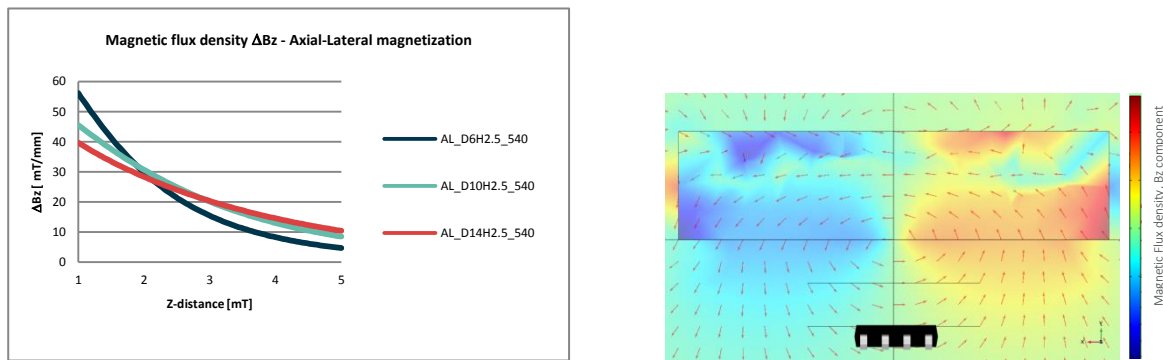 Magnetic flux density ΔBz - Axial-Lateral magnetization
ΔBz [ mT/mm]
60
50
40
30
20
10
0
1
2
3
4
5
Z-distance [mT]
AL_D6H2.5_540
AL_D10H2.5_540
AL_D14H2.5_540
Magnetic Flux density, Bz component